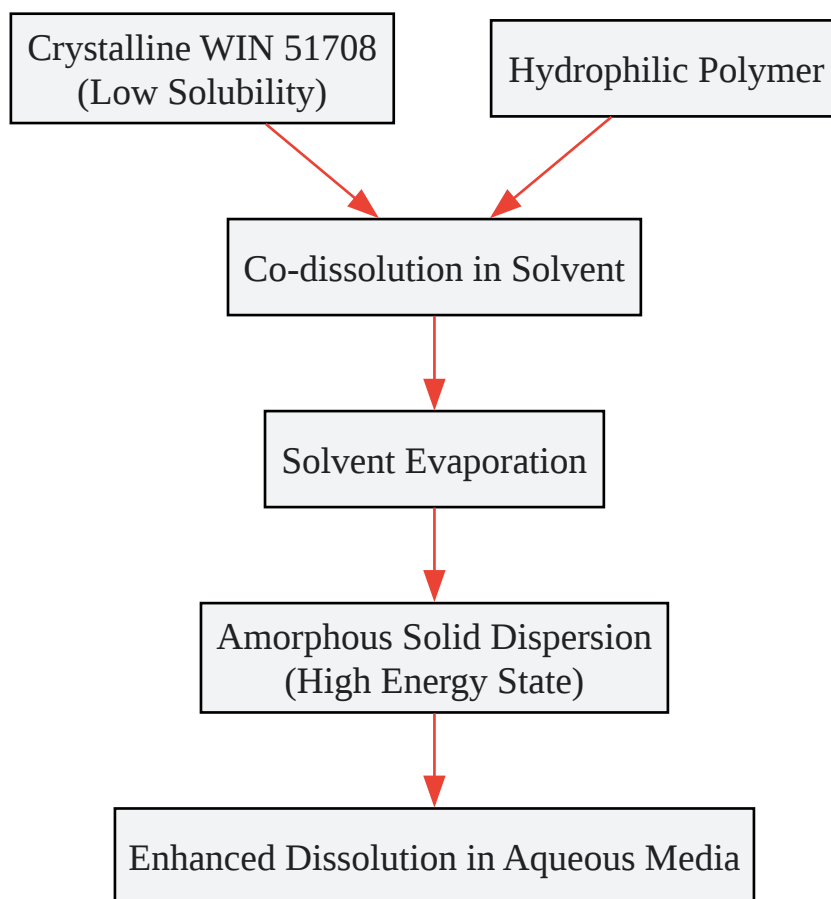 Crystalline WIN 51708
(Low Solubility)
Hydrophilic Polymer
Co-dissolution in Solvent
Solvent Evaporation
Amorphous Solid Dispersion
(High Energy State)
Enhanced Dissolution in Aqueous Media